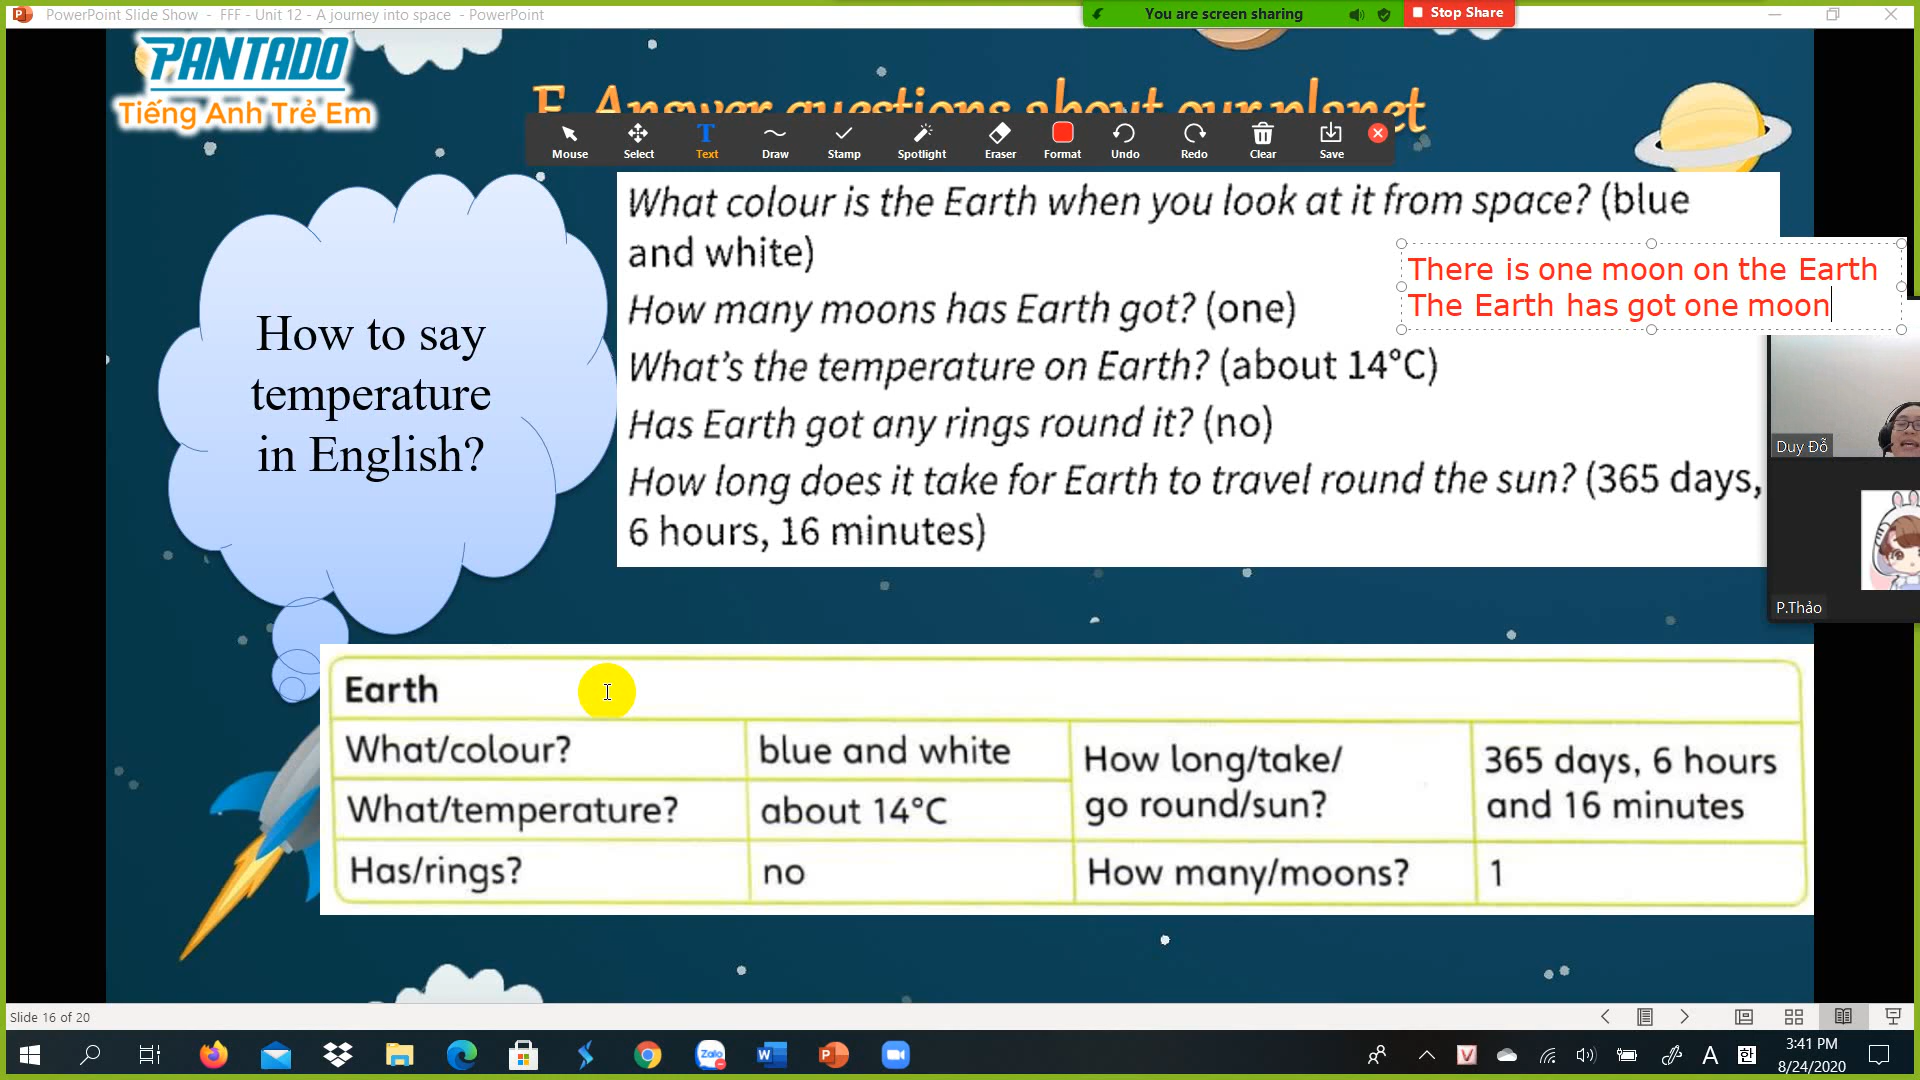 PowerPoint Slide Show - FFF - Unit 12 - A journey into space - PowerPoint
You are screen sharing
Stop Share
PANTADO
Tiếng Anh Trẻ Em
E. Answer questions about our planet
Mouse
Select
Text
Draw
Stamp
Spotlight
Eraser
Format
Undo
Redo
Clear
Save
How to say
temperature
in English?
What colour is the Earth when you look at it from space? (blue
and white)
How many moons has Earth got? (one)
What's the temperature on Earth? (about 14°C)
Has Earth got any rings round it? (no)
How long does it take for Earth to travel round the sun? (365 days,
6 hours, 16 minutes)
There is one moon on the Earth
The Earth has got one moon
Duy Đỗ
P.Thảo
Earth
What/colour?
blue and white
What/temperature?
about 14°C
Has/rings?
no
How long/take/
go round/sun?
365 days, 6 hours
and 16 minutes
How many/moons?
1
Slide 16 of 20
Zalo
A
한
3:41 PM
8/24/2020